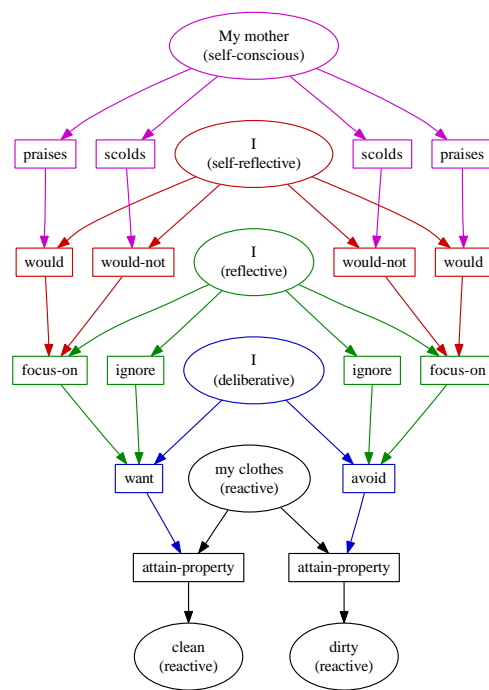 My mother
(self-conscious)
praises
scolds
scolds
praises
I
(self-reflective)
would
would-not
would-not
would
I
(reflective)
focus-on
ignore
ignore
focus-on
I
(deliberative)
want
avoid
my clothes
(reactive)
attain-property
attain-property
clean
(reactive)
dirty
(reactive)